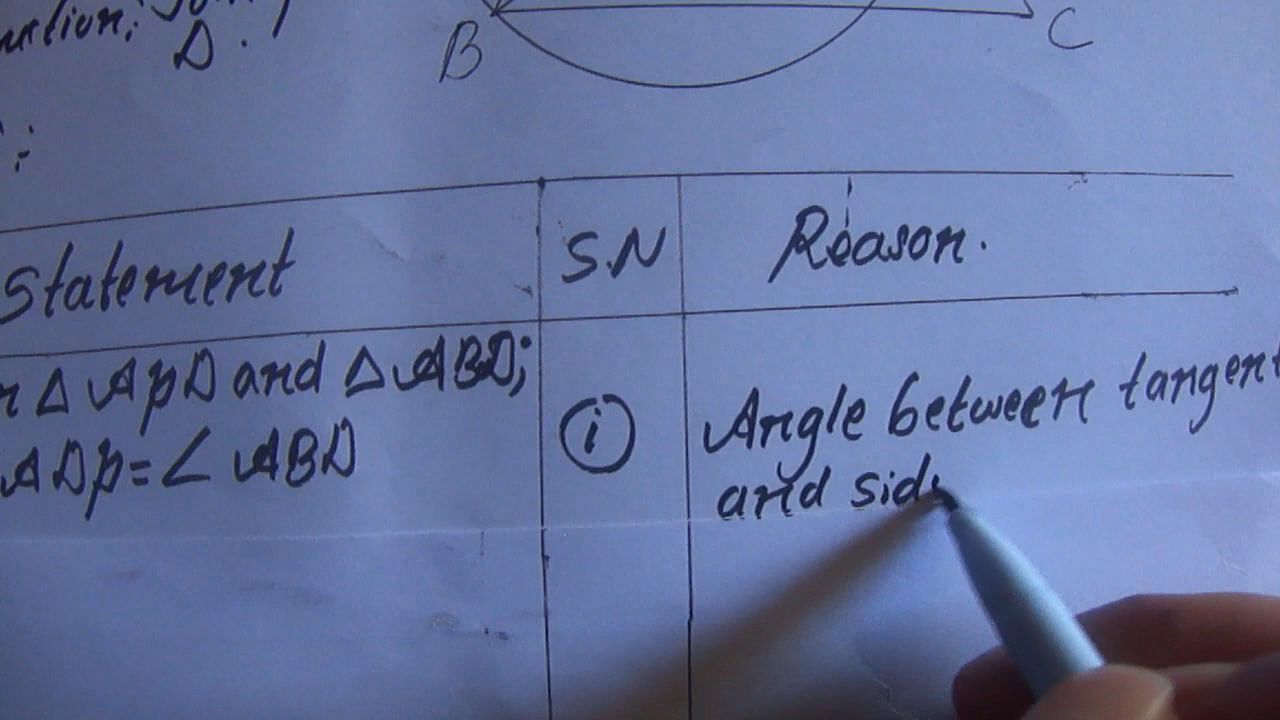 D.
B
C
Statement
S.N
Reason.
△ ApD and △ ABD;
ADp = ∠ ABD
i
Angle between tangent
and sid